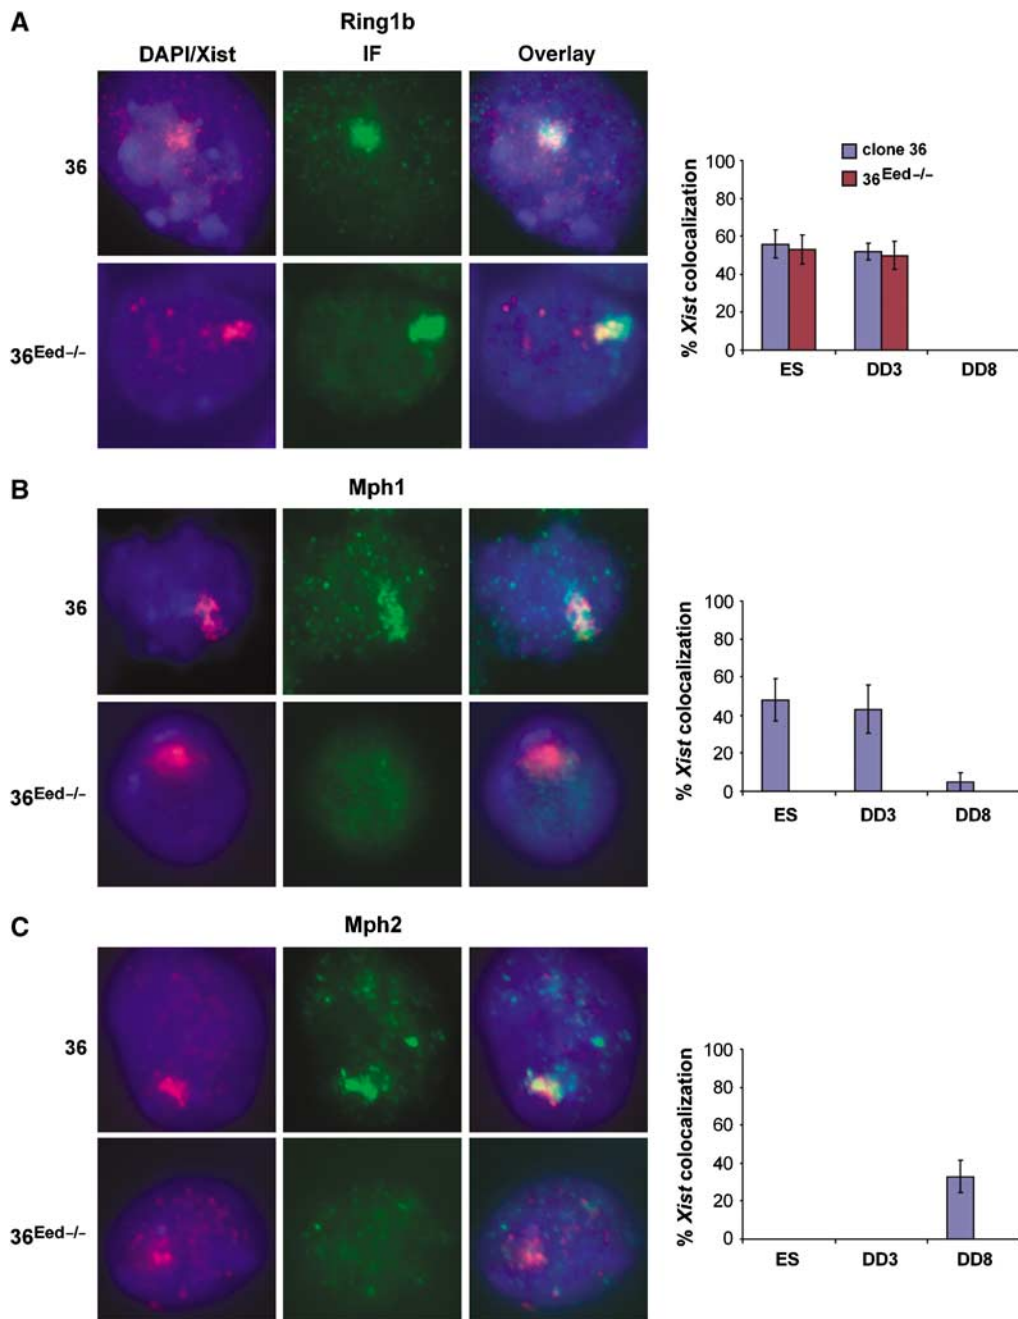 A
Ring1b
DAPI/Xist IF Overlay
36
36Eed−/−
clone 36
36Eed−/−
% Xist colocalization
100
80
60
40
20
0
ES DD3 DD8
B
Mph1
36
36Eed−/−
% Xist colocalization
100
80
60
40
20
0
ES DD3 DD8
C
Mph2
36
36Eed−/−
% Xist colocalization
100
80
60
40
20
0
ES DD3 DD8